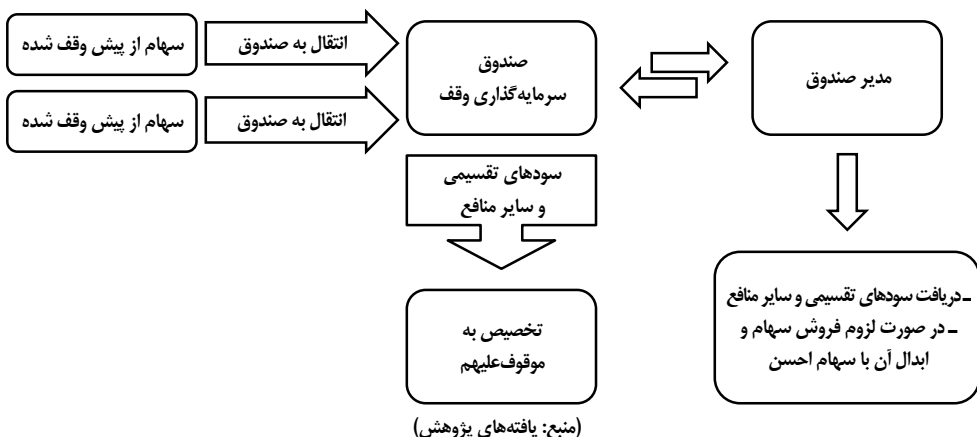 سهام از پیش وقف شده
انتقال به صندوق
سهام از پیش وقف شده
انتقال به صندوق
صندوق
سرمایه‌گذاری وقف
مدیر صندوق
سودهای تقسیمی
و سایر منافع
ـ دریافت سودهای تقسیمی و سایر منافع
ـ در صورت لزوم فروش سهام و
ابدال آن با سهام احسن
تخصیص به
موقوف‌علیهم
(منبع: یافته‌های پژوهش)